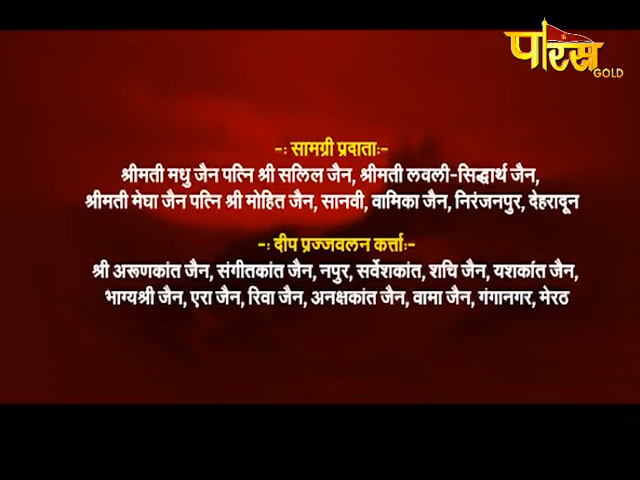 पारस
GOLD
-: सामग्री प्रदाता:-
श्रीमती मधु जैन पत्नि श्री सलिल जैन, श्रीमती लवली-सिद्धार्थ जैन,
श्रीमती मेघा जैन पत्नि श्री मोहित जैन, सानवी, वामिका जैन, निरंजनपुर, देहरादून
-: दीप प्रज्जवलन कर्त्ता:-
श्री अरूणकांत जैन, संगीतकांत जैन, नपुर, सर्वेशकांत, शचि जैन, यशकांत जैन,
भाग्यश्री जैन, एरा जैन, रिवा जैन, अनक्षकांत जैन, वामा जैन, गंगानगर, मेरठ